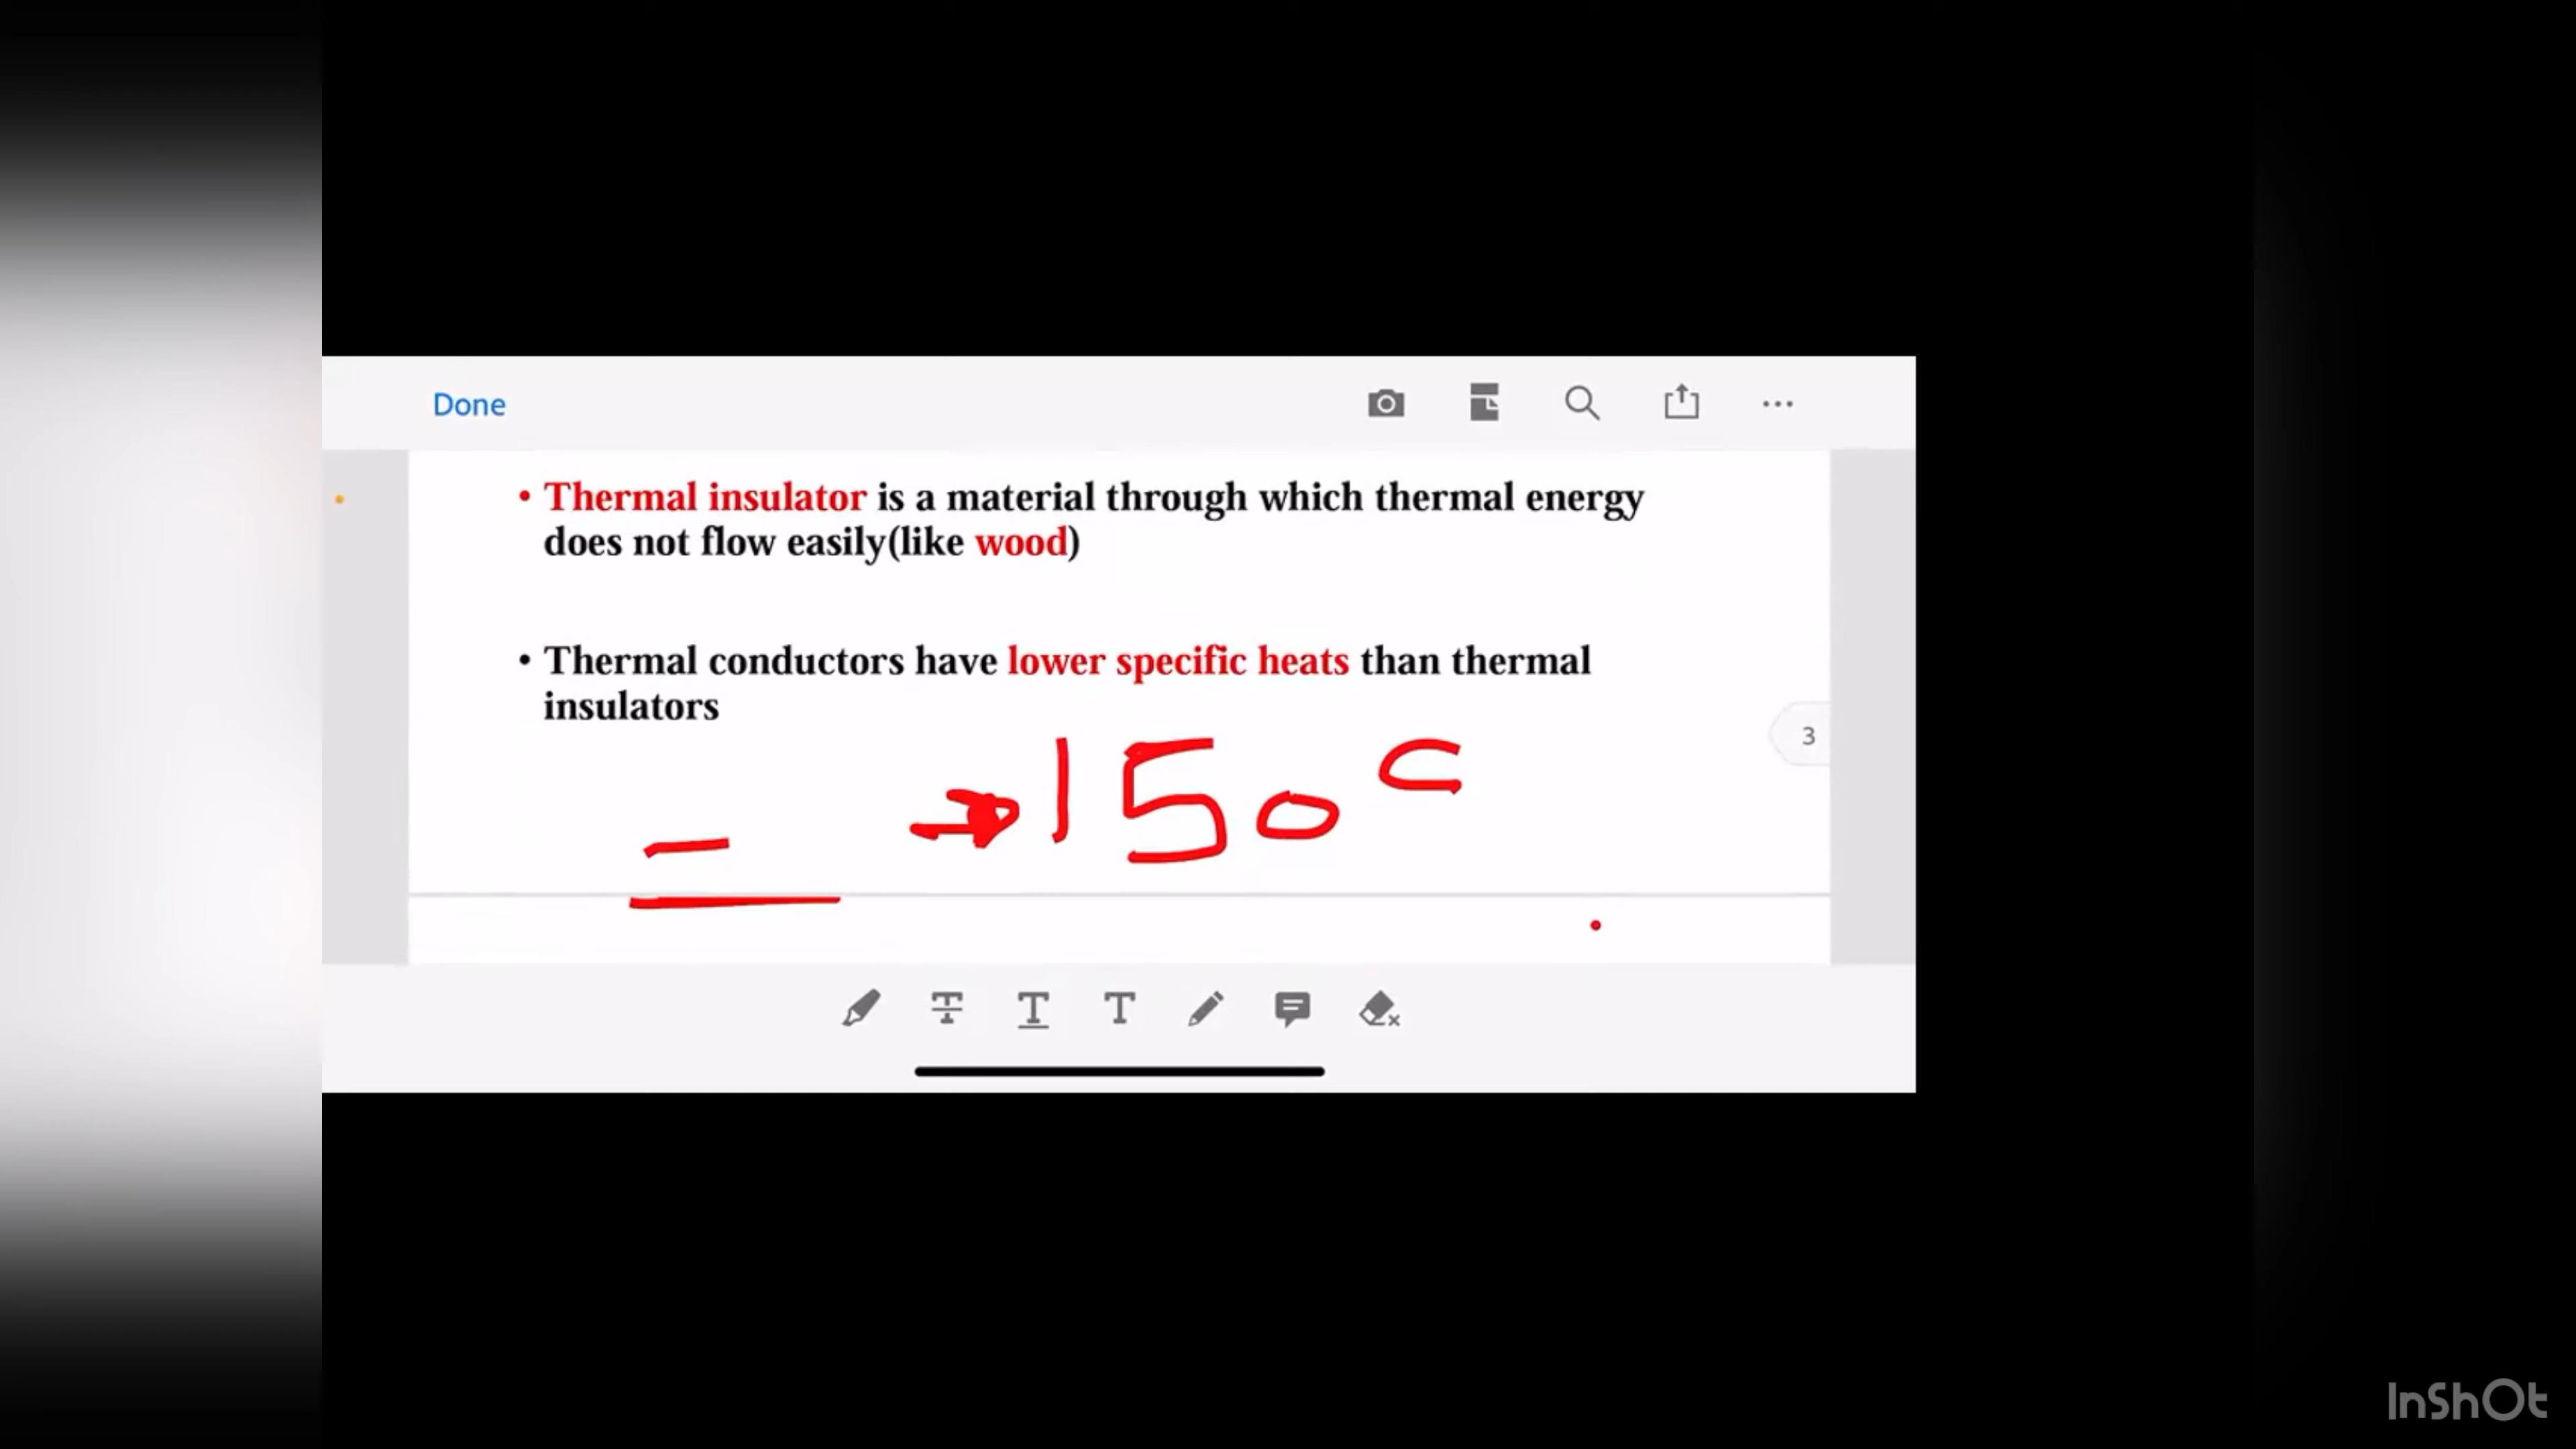 Done
• Thermal insulator is a material through which thermal energy
does not flow easily(like wood)
• Thermal conductors have lower specific heats than thermal
insulators
3
→150 c
InShOt